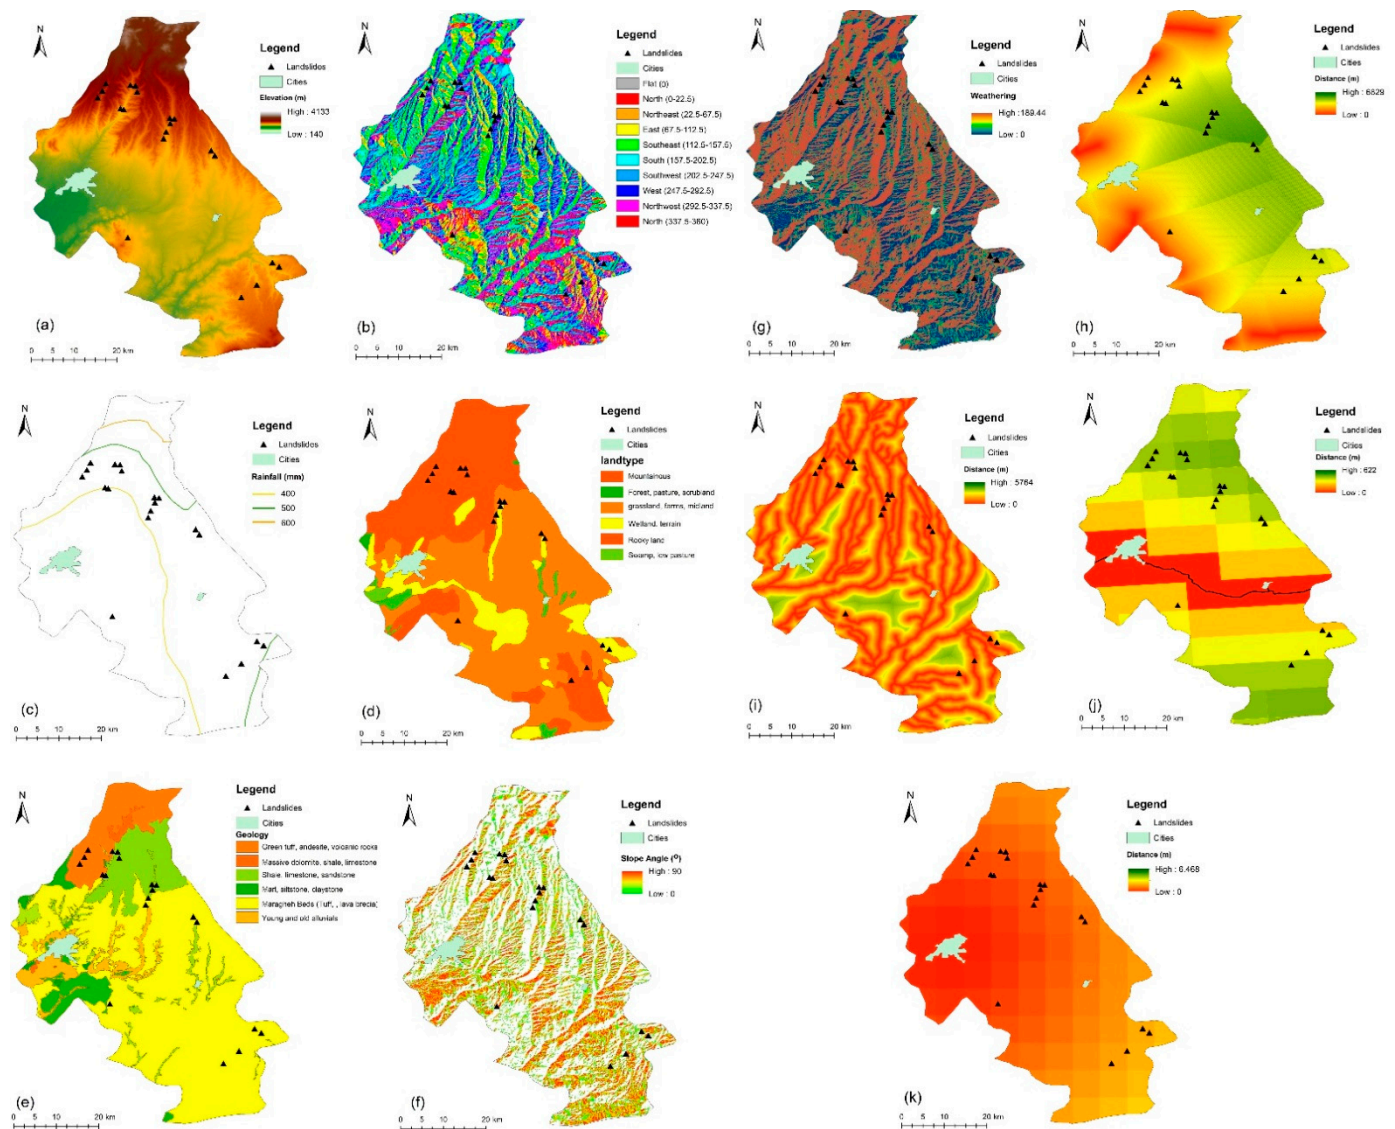 N
Legend
Landslides
Cities
Elevation (m)
High : 4133
Low : 140
(a)
0 5 10 20 km
N
Legend
Landslides
Cities
Flat (0)
North (0-22.5)
Northeast (22.5-67.5)
East (67.5-112.5)
Southeast (112.5-157.5)
South (157.5-202.5)
Southwest (202.5-247.5)
West (247.5-292.5)
Northwest (292.5-337.5)
North (337.5-360)
(b)
0 5 10 20 km
N
Legend
Landslides
Cities
Weathering
High :189.44
Low : 0
(g)
0 5 10 20 km
N
Legend
Landslides
Cities
Distance (m)
High : 6829
Low : 0
(h)
0 5 10 20 km
N
Legend
Landslides
Cities
Rainfall (mm)
400
500
600
(c)
0 5 10 20 km
N
Legend
Landslides
Cities
landtype
Mountainous
Forest, pasture, scrubland
grassland, farms, midland
Wetland, terrain
Rocky land
Swamp, low pasture
(d)
0 5 10 20 km
N
Legend
Landslides
Cities
Distance (m)
High : 5764
Low : 0
(i)
0 5 10 20 km
N
Legend
Landslides
Cities
Distance (m)
High : 622
Low : 0
(j)
0 5 10 20 km
N
Legend
Landslides
Cities
Geology
Green tuff, andesite, volcanic rocks
Massive dolomite, shale, limestone
Shale, limestone, sandstone
Marl, siltstone, claystone
Maragheh Beds (Tuff, , lava brecia)
Young and old alluvials
(e)
0 5 10 20 km
N
Legend
Landslides
Cities
Slope Angle (O)
High : 90
Low : 0
(f)
0 5 10 20 km
N
Legend
Landslides
Cities
Distance (m)
High : 6.468
Low : 0
(k)
0 5 10 20 km